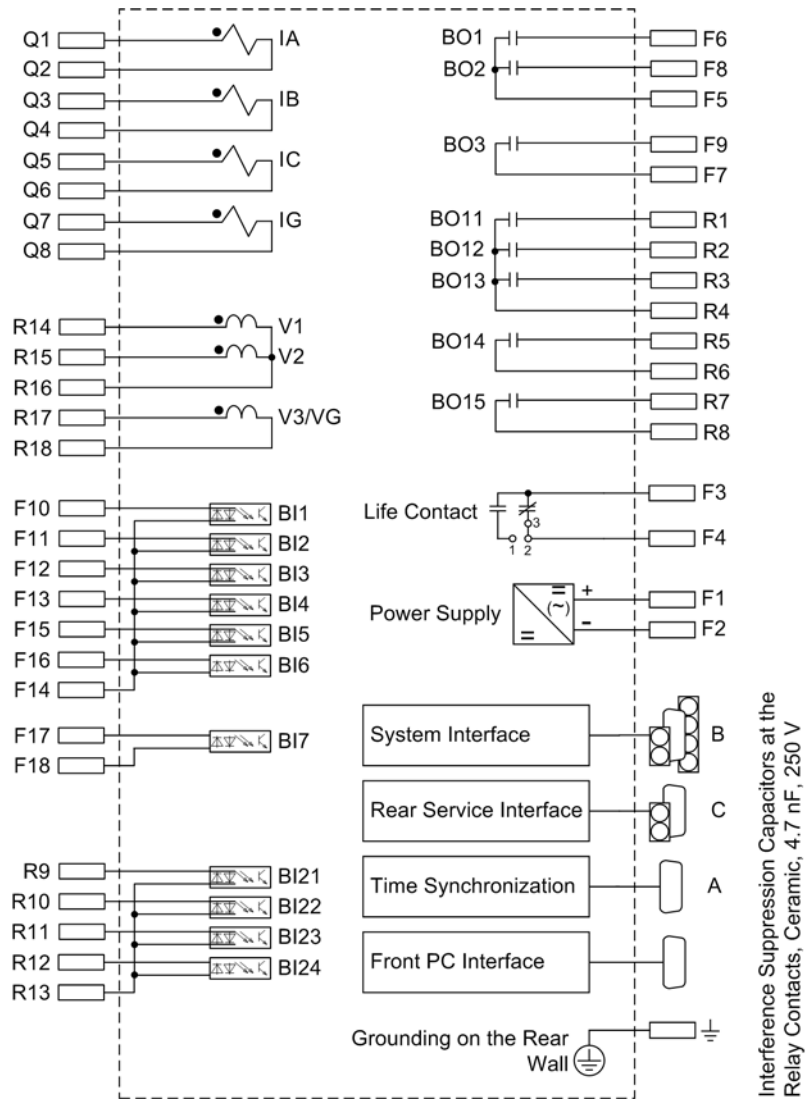 Q1 IA BO1 F6
Q2 BO2 F8
Q3 IB F5
Q4 BO3 F9
Q5 IC F7
Q6
Q7 IG BO11 R1
Q8 BO12 R2
BO13 R3
R4
R14 V1 BO14 R5
R15 V2
R16 R6
R17 V3/VG BO15 R7
R18 R8
F10 BI1 Life Contact F3
3
F11 BI2 1 2 F4
F12 BI3
F13 BI4 Power Supply = (~) = + F1
F15 BI5 - F2
F16 BI6
F14
F17 BI7 System Interface B
F18
Rear Service Interface C
R9 BI21 Time Synchronization A
R10 BI22
R11 BI23 Front PC Interface
R12 BI24
R13
Grounding on the Rear
Wall
Interference Suppression Capacitors at the
Relay Contacts, Ceramic, 4.7 nF, 250 V